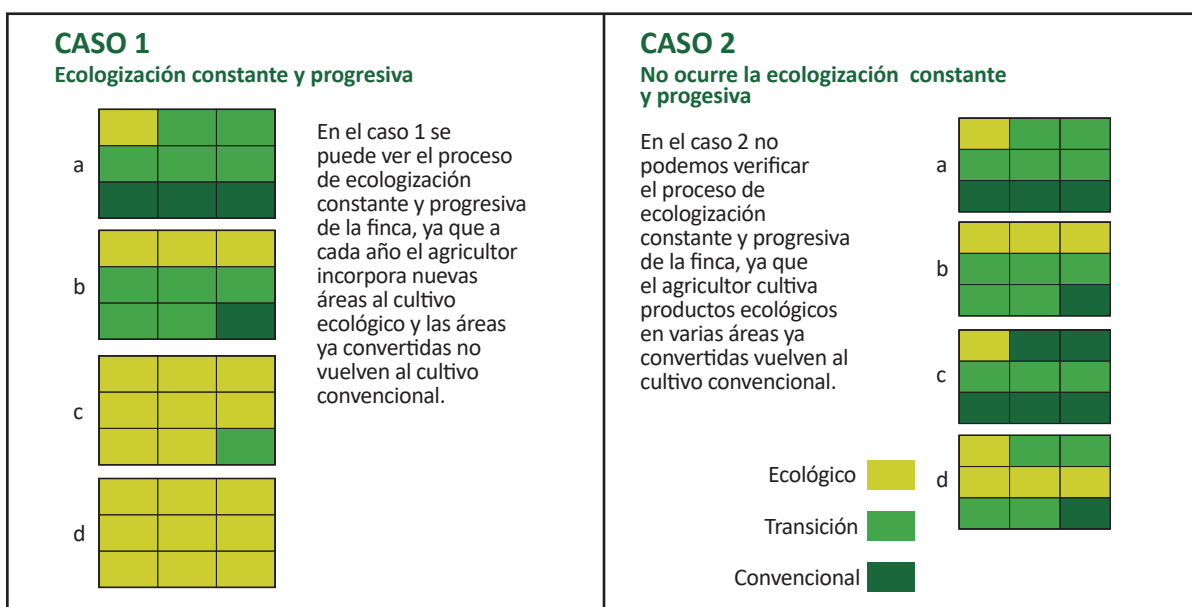 CASO 1
Ecologización constante y progresiva
a
b
c
d
En el caso 1 se
puede ver el proceso
de ecologización
constante y progresiva
de la finca, ya que a
cada año el agricultor
incorpora nuevas
áreas al cultivo
ecológico y las áreas
ya convertidas no
vuelven al cultivo
convencional.
CASO 2
No ocurre la ecologización constante
y progesiva
En el caso 2 no
podemos verificar
el proceso de
ecologización
constante y progresiva
de la finca, ya que
el agricultor cultiva
productos ecológicos
en varias áreas ya
convertidas vuelven al
cultivo convencional.
a
b
c
d
Ecológico
Transición
Convencional